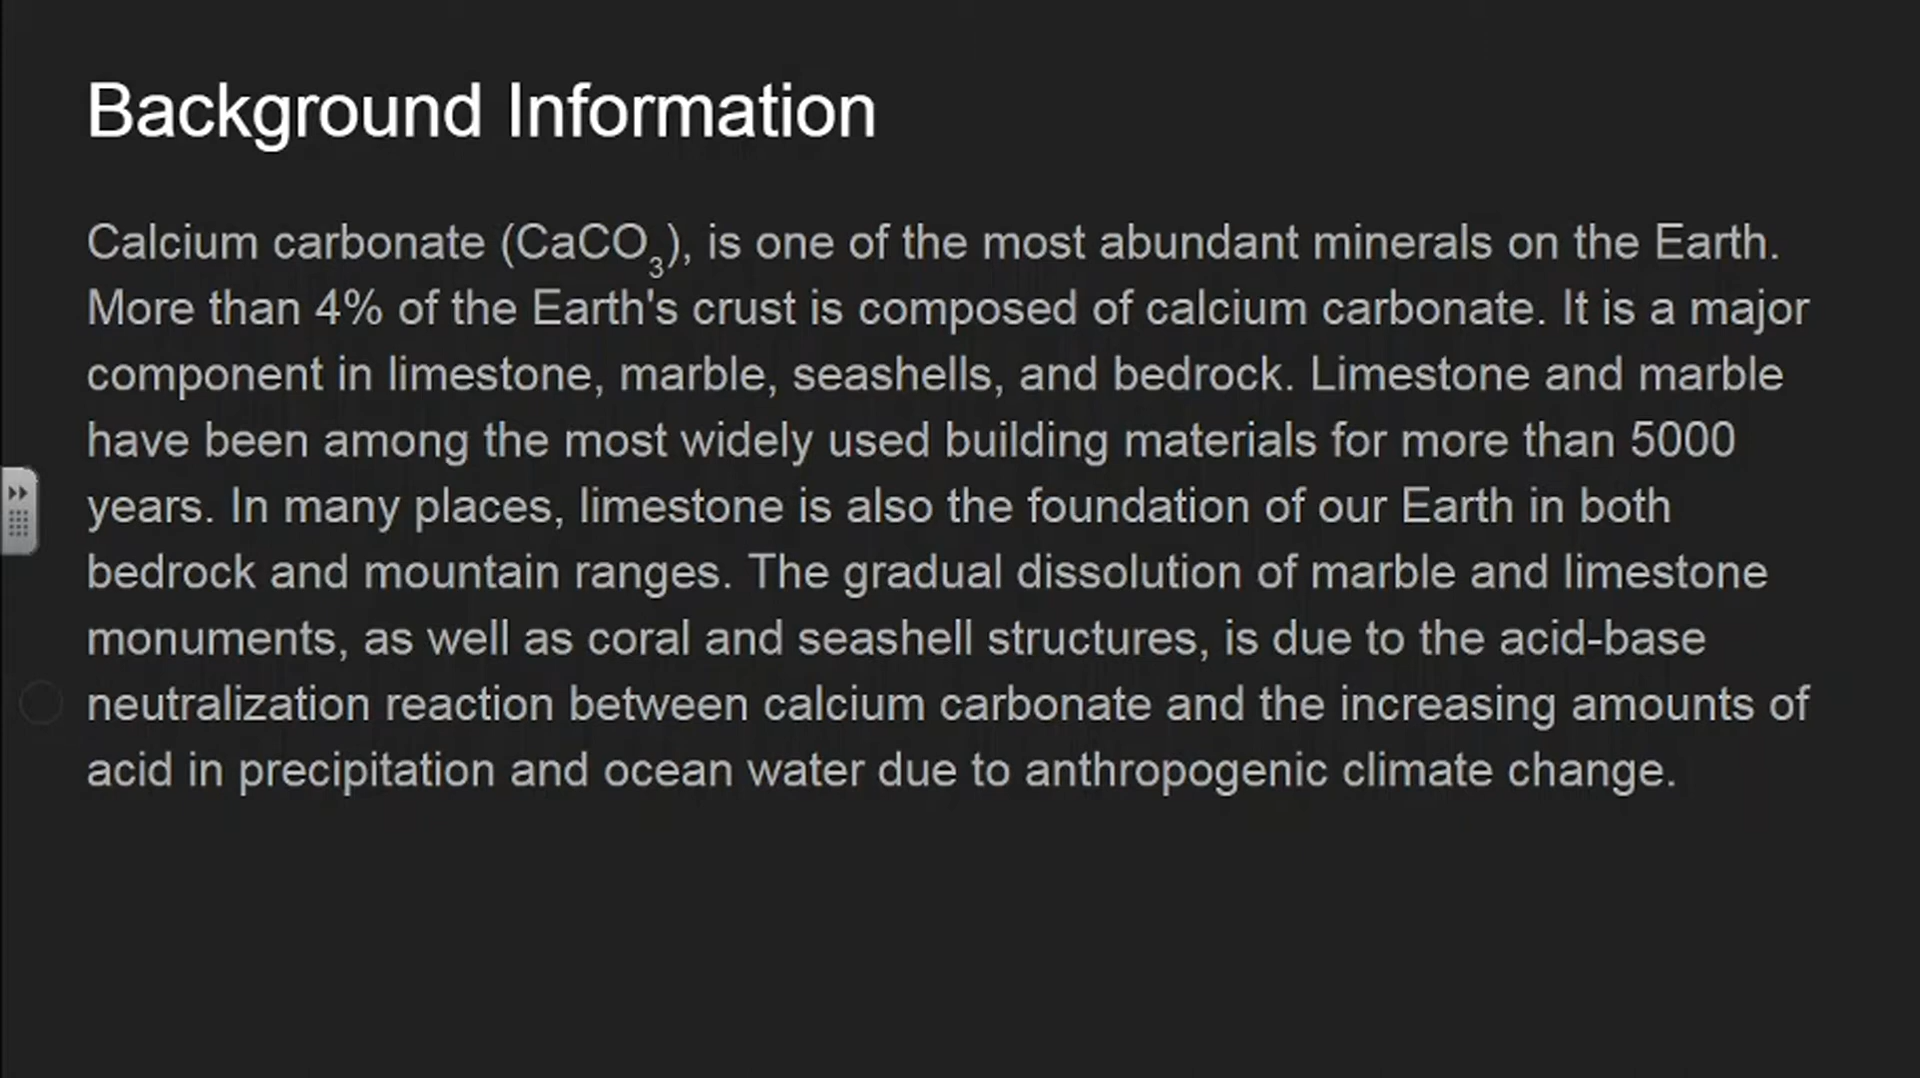 Background Information
Calcium carbonate (CaCO₃), is one of the most abundant minerals on the Earth.
More than 4% of the Earth's crust is composed of calcium carbonate. It is a major
component in limestone, marble, seashells, and bedrock. Limestone and marble
have been among the most widely used building materials for more than 5000
years. In many places, limestone is also the foundation of our Earth in both
bedrock and mountain ranges. The gradual dissolution of marble and limestone
monuments, as well as coral and seashell structures, is due to the acid-base
neutralization reaction between calcium carbonate and the increasing amounts of
acid in precipitation and ocean water due to anthropogenic climate change.